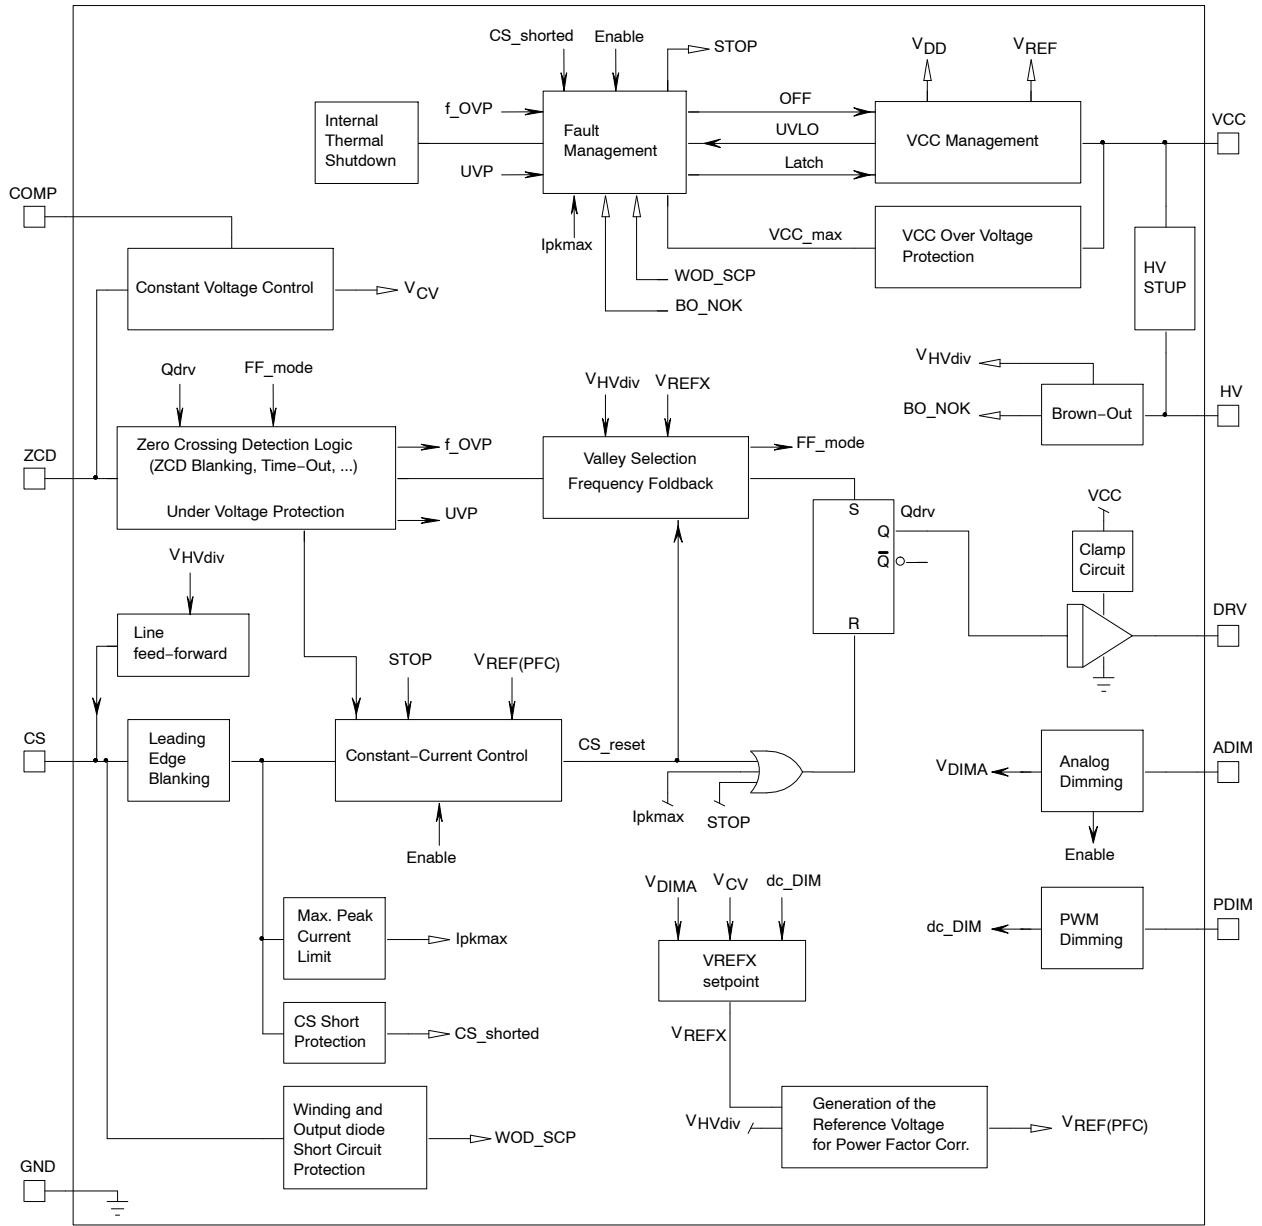 CS_shorted
Enable
STOP
VDD
VREF
f_OVP
OFF
Internal
Thermal
Shutdown
Fault
Management
UVLO
VCC Management
VCC
UVP
Latch
COMP
Ipkmax
VCC_max
VCC Over Voltage
Protection
HV
STUP
WOD_SCP
BO_NOK
Constant Voltage Control
VCV
VHVdiv
Qdrv
FF_mode
VHVdiv
VREFX
BO_NOK
Brown−Out
HV
ZCD
Zero Crossing Detection Logic
(ZCD Blanking, Time−Out, ...)
Under Voltage Protection
f_OVP
UVP
Valley Selection
Frequency Foldback
FF_mode
S
Q
Q
R
Qdrv
VCC
Clamp
Circuit
DRV
VHVdiv
Line
feed−forward
STOP
VREF(PFC)
CS
Leading
Edge
Blanking
Constant−Current Control
CS_reset
Ipkmax
STOP
Enable
VDIMA
Analog
Dimming
ADIM
Enable
VDIMA
VCV
dc_DIM
dc_DIM
PWM
Dimming
PDIM
Max. Peak
Current
Limit
Ipkmax
VREFX
setpoint
CS Short
Protection
CS_shorted
VREFX
Winding and
Output diode
Short Circuit
Protection
WOD_SCP
VHVdiv
Generation of the
Reference Voltage
for Power Factor Corr.
VREF(PFC)
GND